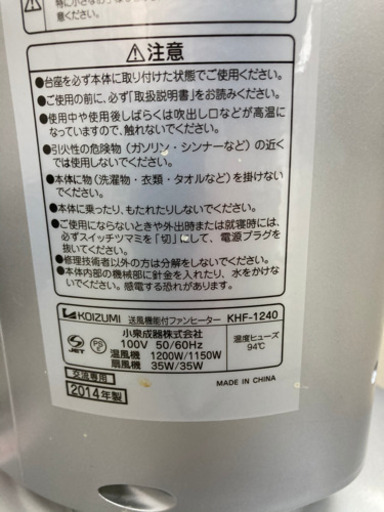 意ください。
⚠注意
●台座を必ず本体に取り付けた状態でご使用ください。
●ご使用の前に、必ず「取扱説明書」をお読みください。
●使用中や使用後しばらくは吹出し口などが高温に
なっていますので、触れないでください。
●引火性の危険物(ガソリン・シンナーなど)の近く
では使用しないでください。
●本体に物(洗濯物・衣類・タオルなど)を掛けない
でください。
●本体に乗ったり、もたれたりしないでください。
●ご使用にならないときや外出時または就寝時には、
必ずスイッチツマミを「切」にして、電源プラグを
抜いてください。
●修理技術者以外の方は分解をしないでください。
●本体内部の機械部に針金を入れたり、水をかけな
いでください。感電する恐れがあります。
KOIZUMI 送風機能付ファンヒーター KHF-1240
小泉成器株式会社
100V 50/60Hz
温風機 1200W/1150W
扇風機 35W/35W
S JET
PS E
温度ヒューズ
94℃
交流専用
2014年製
MADE IN CHINA